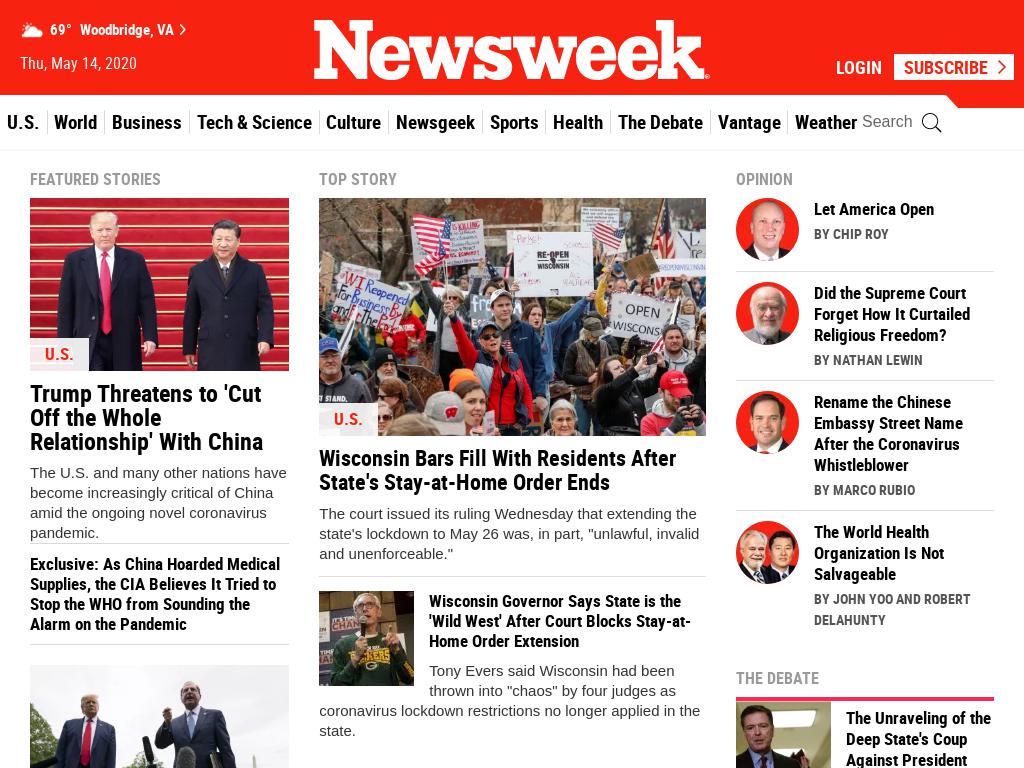 69° Woodbridge, VA
Thu, May 14, 2020
Newsweek
LOGIN SUBSCRIBE
U.S. World Business Tech & Science Culture Newsgeek Sports Health The Debate Vantage Weather Search
FEATURED STORIES
U.S.
Trump Threatens to 'Cut
Off the Whole
Relationship' With China
The U.S. and many other nations have
become increasingly critical of China
amid the ongoing novel coronavirus
pandemic.
Exclusive: As China Hoarded Medical
Supplies, the CIA Believes It Tried to
Stop the WHO from Sounding the
Alarm on the Pandemic
TOP STORY
RE-OPEN
WISCONSIN
WI Reopened
For Business By
OPEN
WISCONS
U.S.
Wisconsin Bars Fill With Residents After
State's Stay-at-Home Order Ends
The court issued its ruling Wednesday that extending the
state's lockdown to May 26 was, in part, "unlawful, invalid
and unenforceable."
Wisconsin Governor Says State is the
'Wild West' After Court Blocks Stay-at-
Home Order Extension
Tony Evers said Wisconsin had been
thrown into "chaos" by four judges as
coronavirus lockdown restrictions no longer applied in the
state.
OPINION
Let America Open
BY CHIP ROY
Did the Supreme Court
Forget How It Curtailed
Religious Freedom?
BY NATHAN LEWIN
Rename the Chinese
Embassy Street Name
After the Coronavirus
Whistleblower
BY MARCO RUBIO
The World Health
Organization Is Not
Salvageable
BY JOHN YOO AND ROBERT
DELAHUNTY
THE DEBATE
The Unraveling of the
Deep State's Coup
Against President